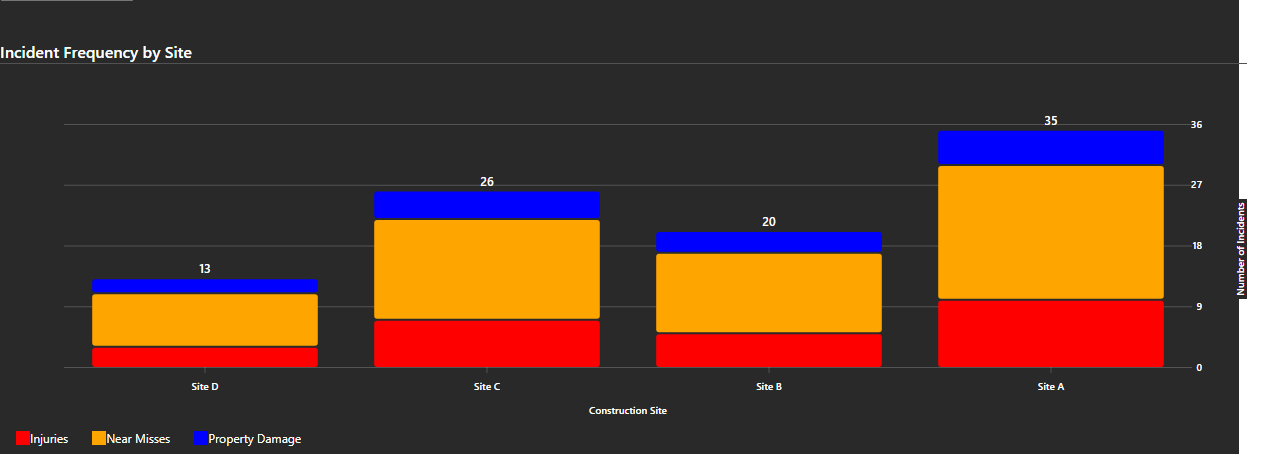 Incident Frequency by Site
35
36
26
27
20
Number of Incidents
18
13
9
0
Site D
Site C
Site B
Site A
Construction Site
Injuries
Near Misses
Property Damage